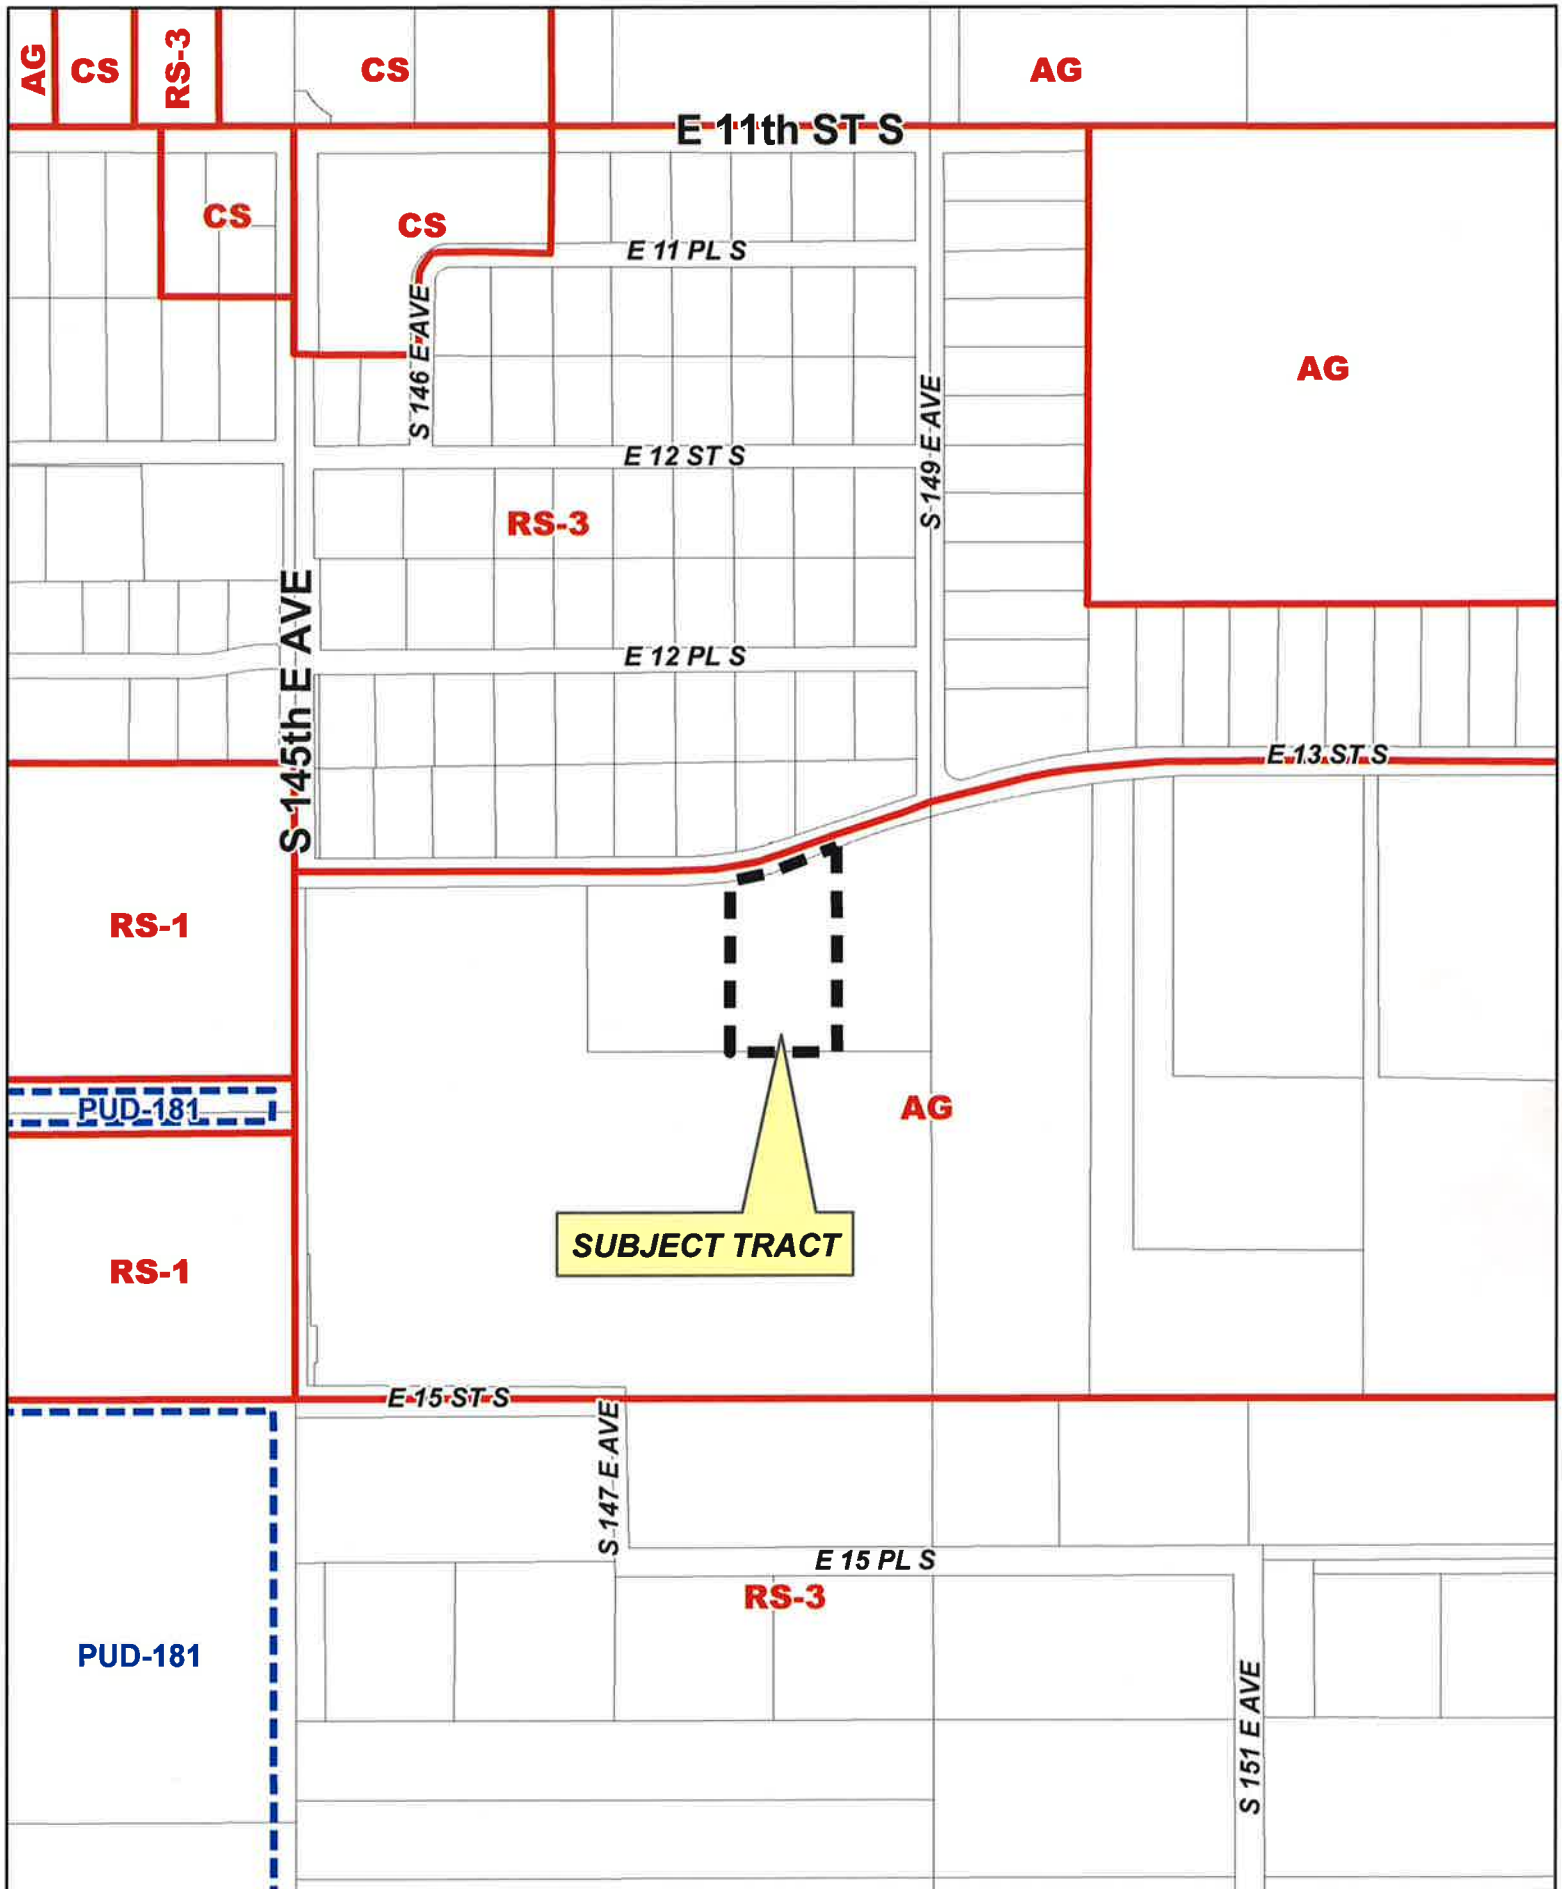 AG
CS
RS-3
CS
AG
E 11th ST S
CS
CS
E 11 PL S
S 146 E AVE
AG
S 149 E AVE
E 12 ST S
RS-3
S 145th E AVE
E 12 PL S
E 13 ST S
RS-1
PUD-181
AG
SUBJECT TRACT
RS-1
E 15 ST S
S 147 E AVE
E 15 PL S
RS-3
PUD-181
S 151 E AVE